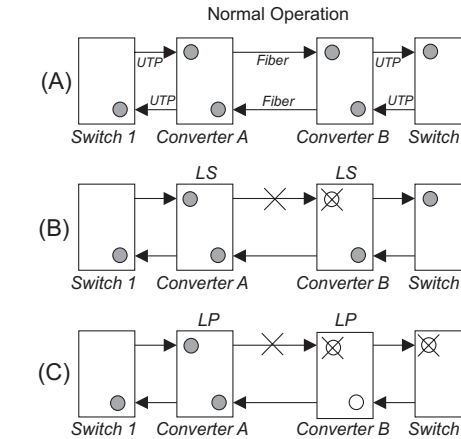 Normal Operation
(A)
UTP Fiber UTP
UTP Fiber UTP
Switch 1 Converter A Converter B Switch
LS LS
(B)
Switch 1 Converter A Converter B Switch
LP LP
(C)
Switch 1 Converter A Converter B Switch